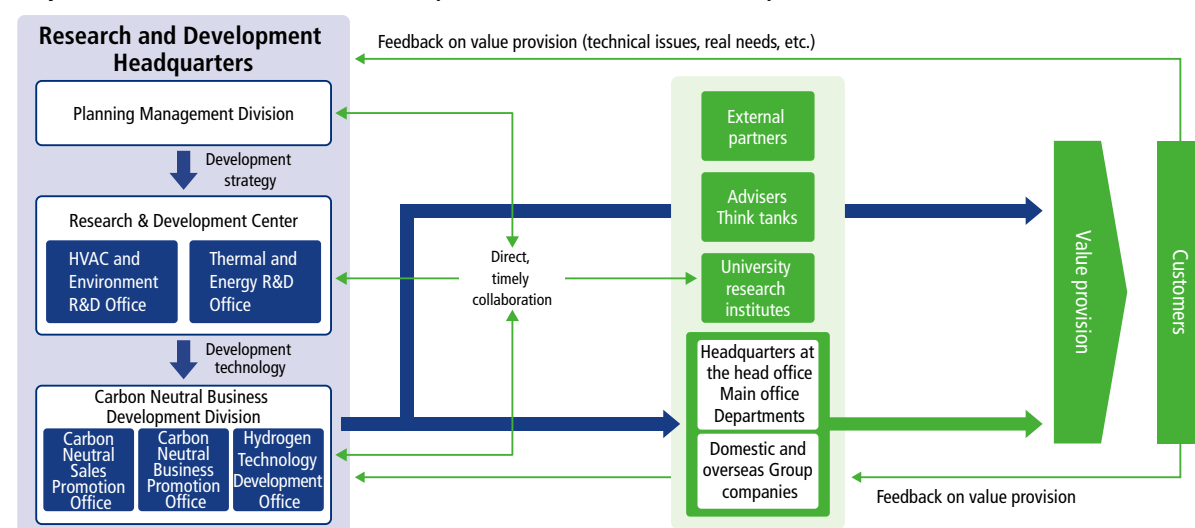 Research and Development
Headquarters
Planning Management Division
Development
strategy
Research & Development Center
HVAC and
Environment
R&D Office
Thermal and
Energy R&D
Office
Development
technology
Carbon Neutral Business
Development Division
Carbon
Neutral
Sales
Promotion
Office
Carbon
Neutral
Business
Promotion
Office
Hydrogen
Technology
Development
Office
Feedback on value provision (technical issues, real needs, etc.)
Direct,
timely
collaboration
External
partners
Advisers
Think tanks
University
research
institutes
Headquarters at
the head office
Main office
Departments
Domestic and
overseas Group
companies
Value provision
Customers
Feedback on value provision